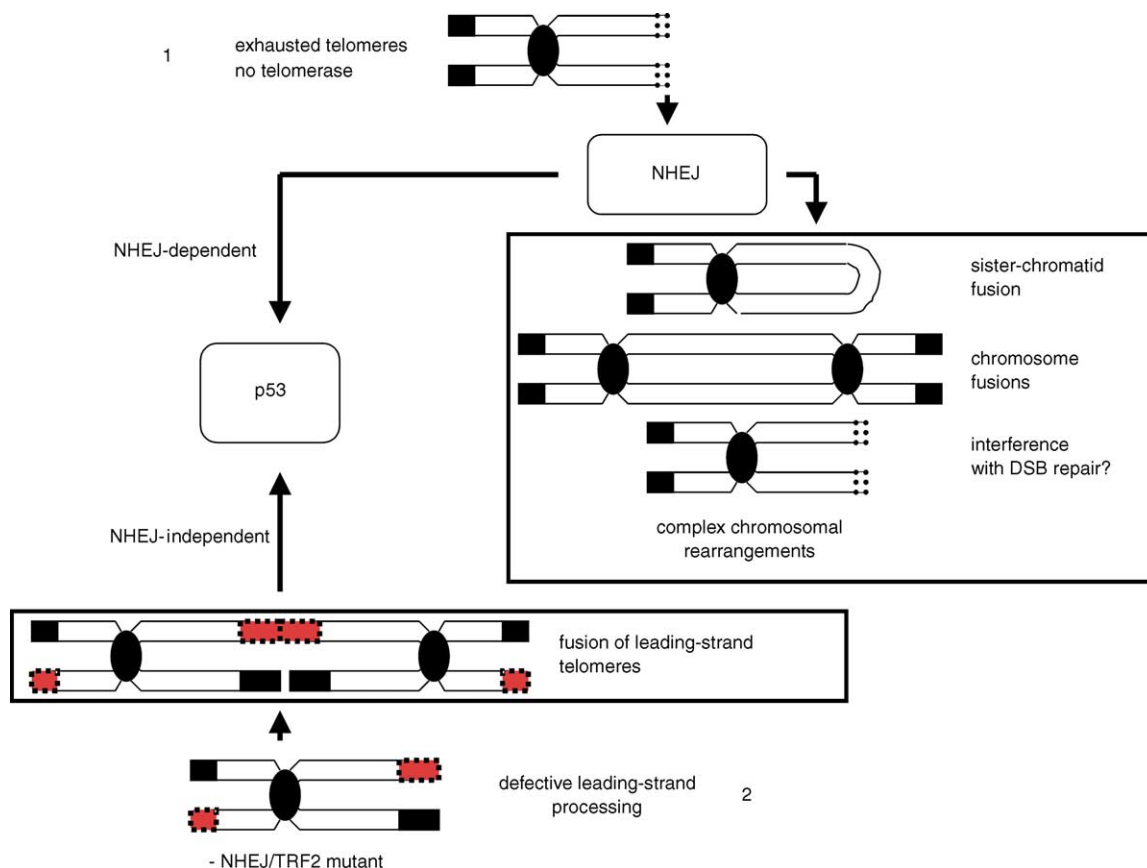 1
exhausted telomeres
no telomerase
NHEJ
NHEJ-dependent
sister-chromatid
fusion
chromosome
fusions
p53
interference
with DSB repair?
NHEJ-independent
complex chromosomal
rearrangements
fusion of leading-strand
telomeres
defective leading-strand
processing
2
- NHEJ/TRF2 mutant